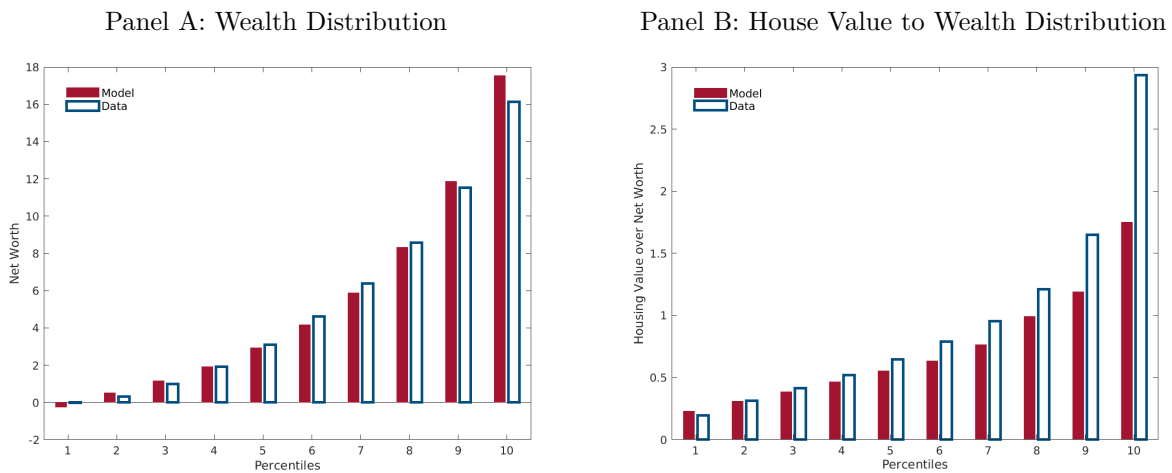 Panel A: Wealth Distribution
18
16
14
12
10
8
6
4
2
0
-2
Net Worth
Model
Data
1 2 3 4 5 6 7 8 9 10
Percentiles
Panel B: House Value to Wealth Distribution
3
2.5
2
1.5
1
0.5
0
Housing Value over Net Worth
Model
Data
1 2 3 4 5 6 7 8 9 10
Percentiles